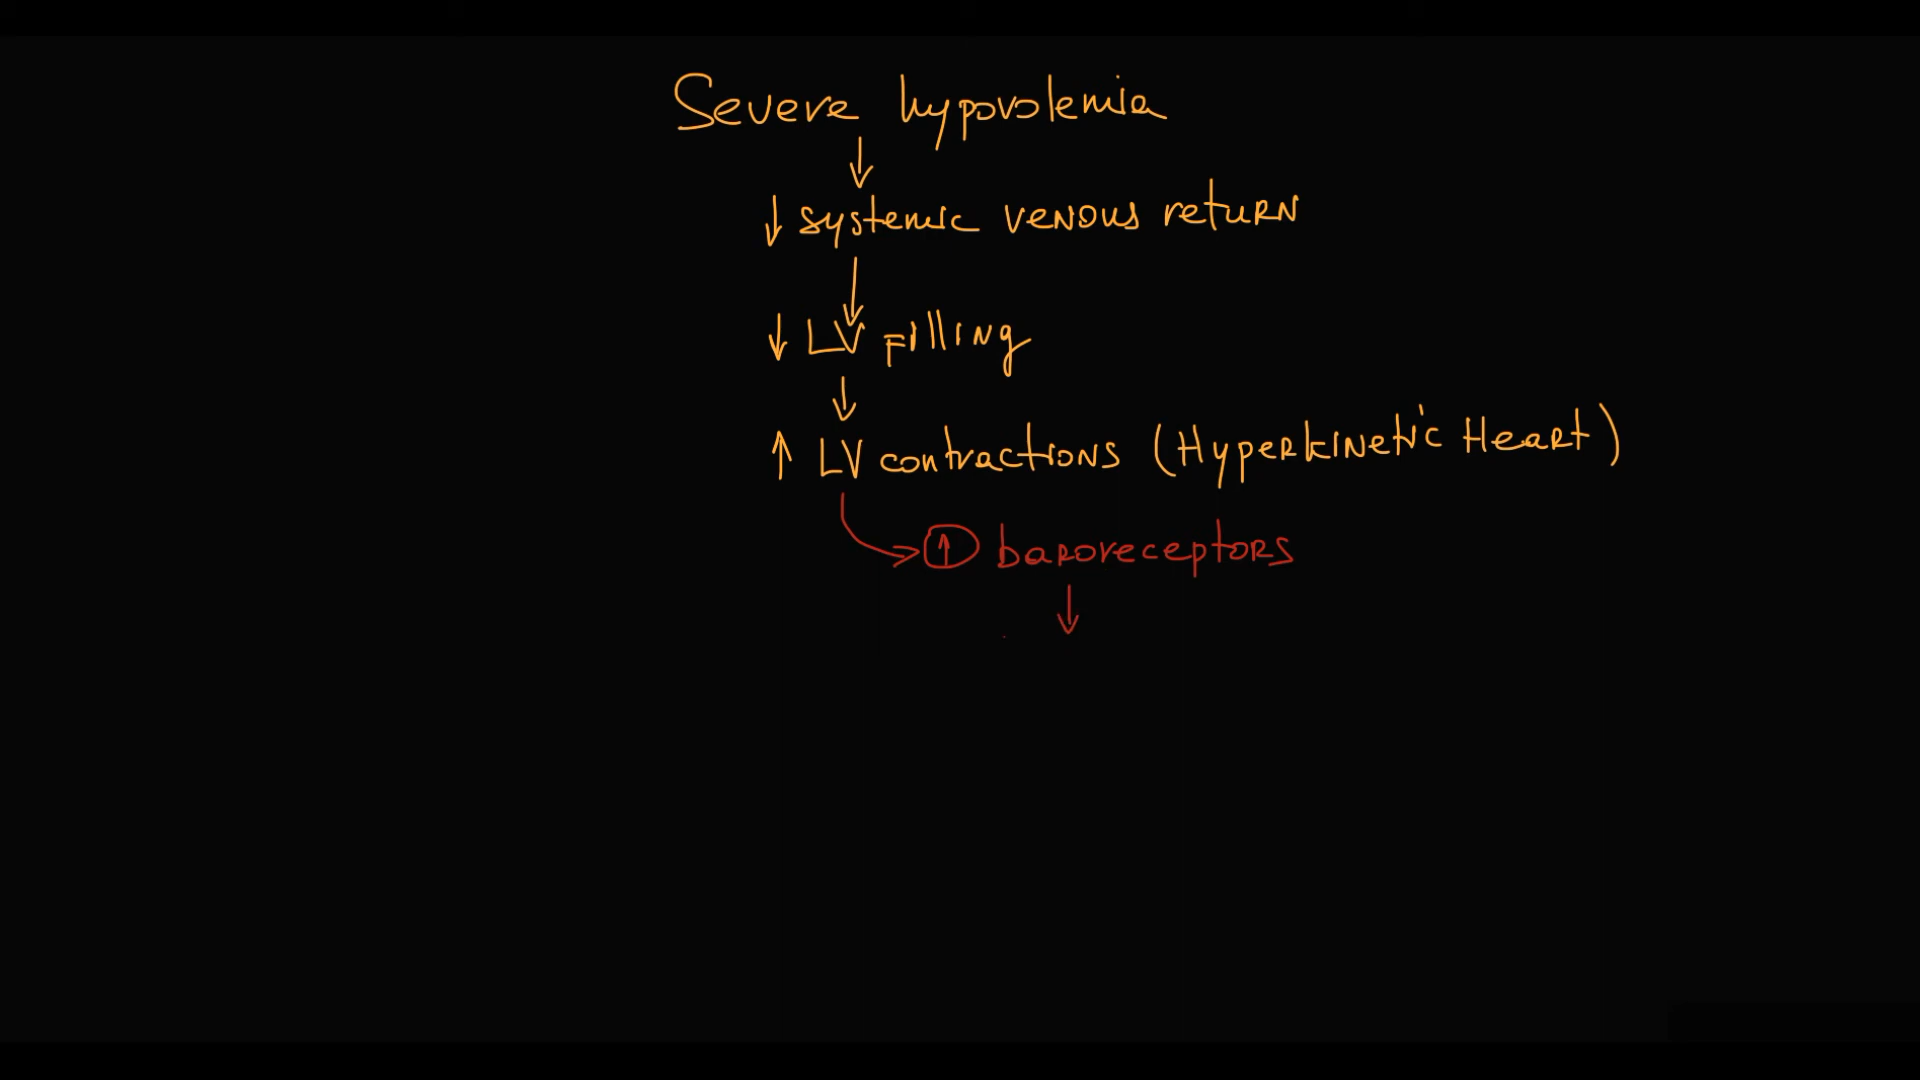 Severe hypovolemia
↓
↓ systemic venous return
↓
↓ LV filling
↓
↑ LV contractions (Hyperkinetic Heart)
↑ baroreceptors
↓